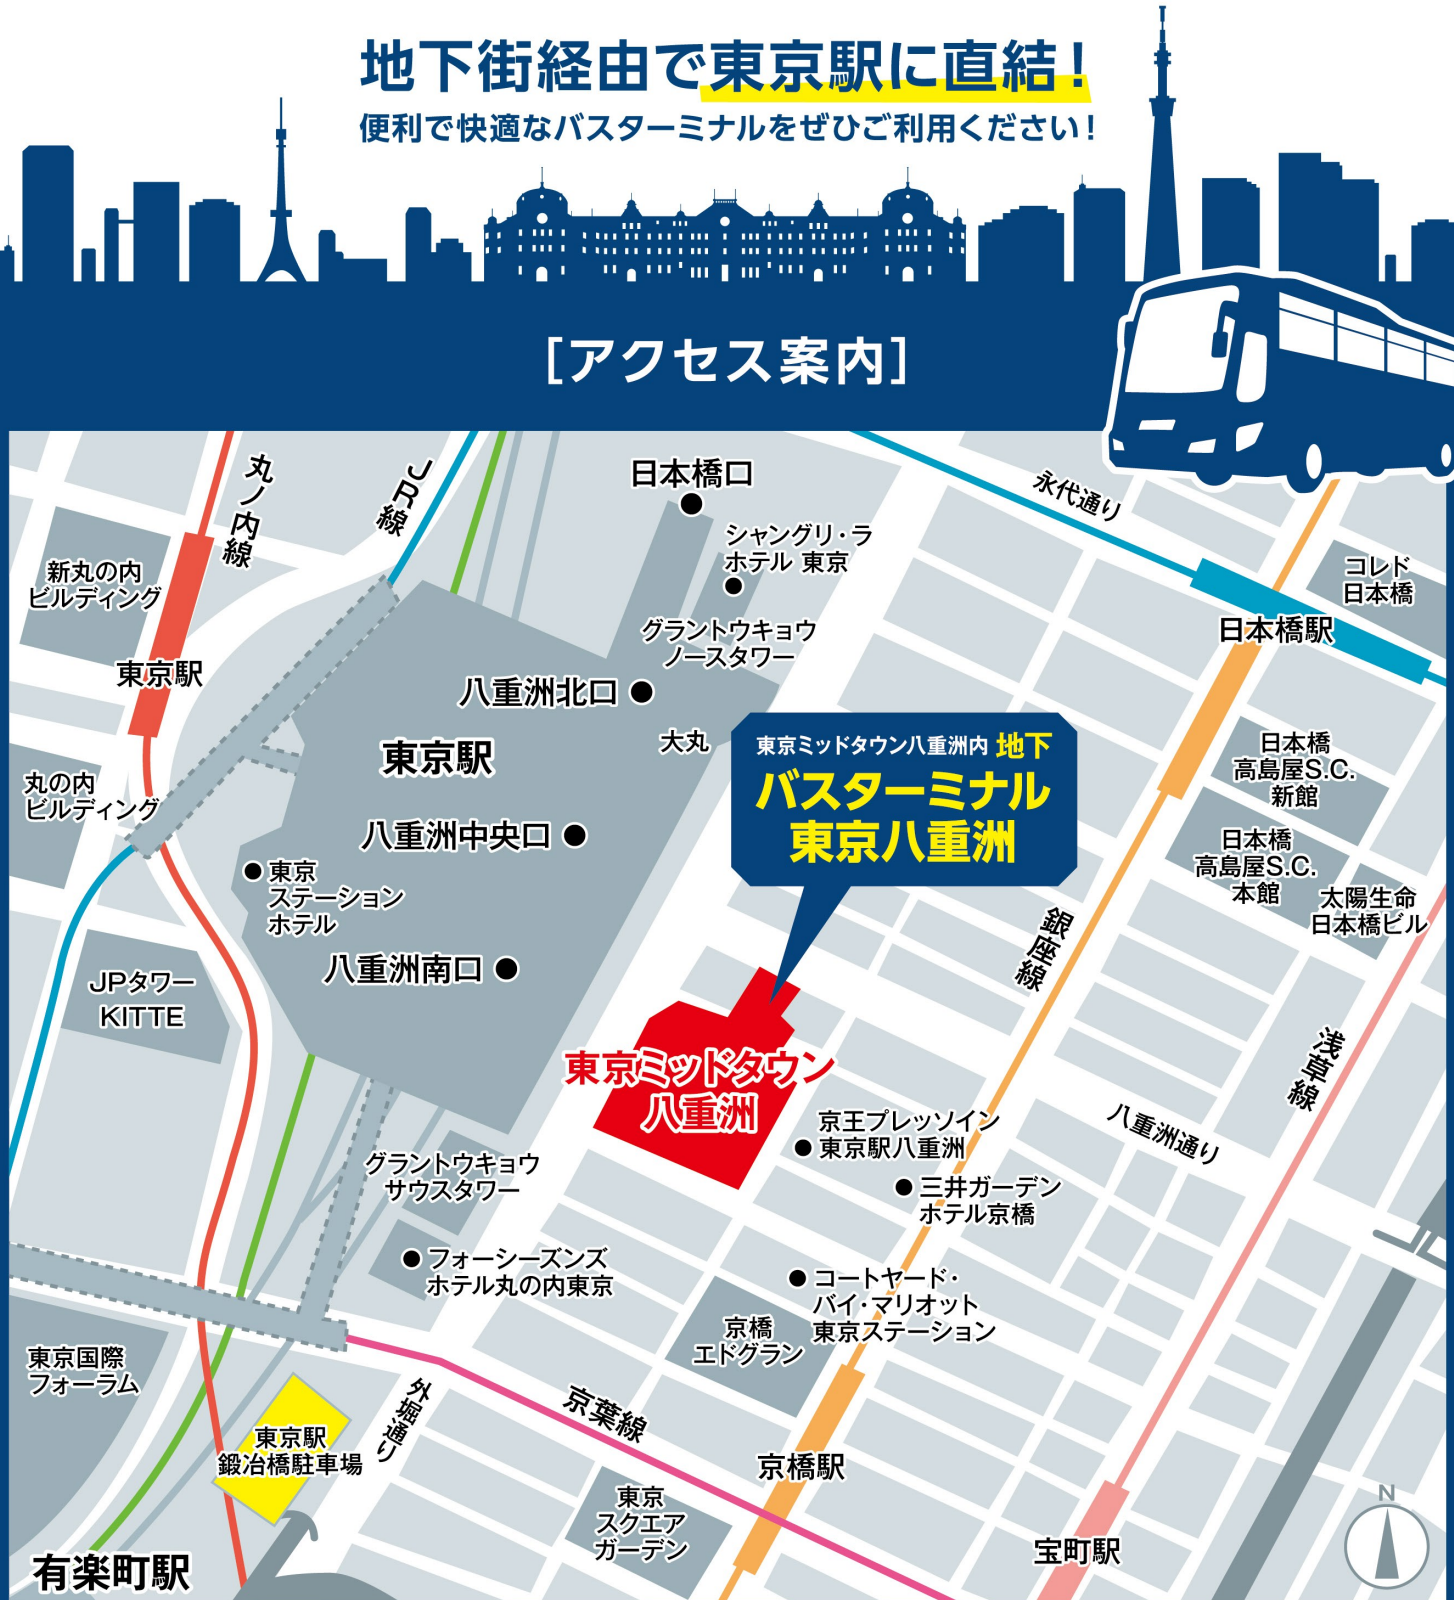 地下街経由で東京駅に直結!
便利で快適なバスターミナルをぜひご利用ください!
[アクセス案内]
丸ノ内線
JR線
日本橋口
シャングリ・ラ
ホテル 東京
永代通り
新丸の内
ビルディング
コレド
日本橋
グラントウキョウ
ノースタワー
日本橋駅
東京駅
八重洲北口
大丸
東京駅
東京ミッドタウン八重洲内 地下
バスターミナル
東京八重洲
日本橋
高島屋S.C.
新館
丸の内
ビルディング
八重洲中央口
日本橋
高島屋S.C.
本館
東京
ステーション
ホテル
太陽生命
日本橋ビル
銀座線
八重洲南口
JPタワー
KITTE
東京ミッドタウン
八重洲
浅草線
京王プレッソイン
東京駅八重洲
八重洲通り
グラントウキョウ
サウスタワー
三井ガーデン
ホテル京橋
フォーシーズンズ
ホテル丸の内東京
コートヤード・
バイ・マリオット
東京ステーション
京橋
エドグラン
東京国際
フォーラム
外堀通り
京葉線
東京駅
鍛冶橋駐車場
京橋駅
東京
スクエア
ガーデン
N
宝町駅
有楽町駅